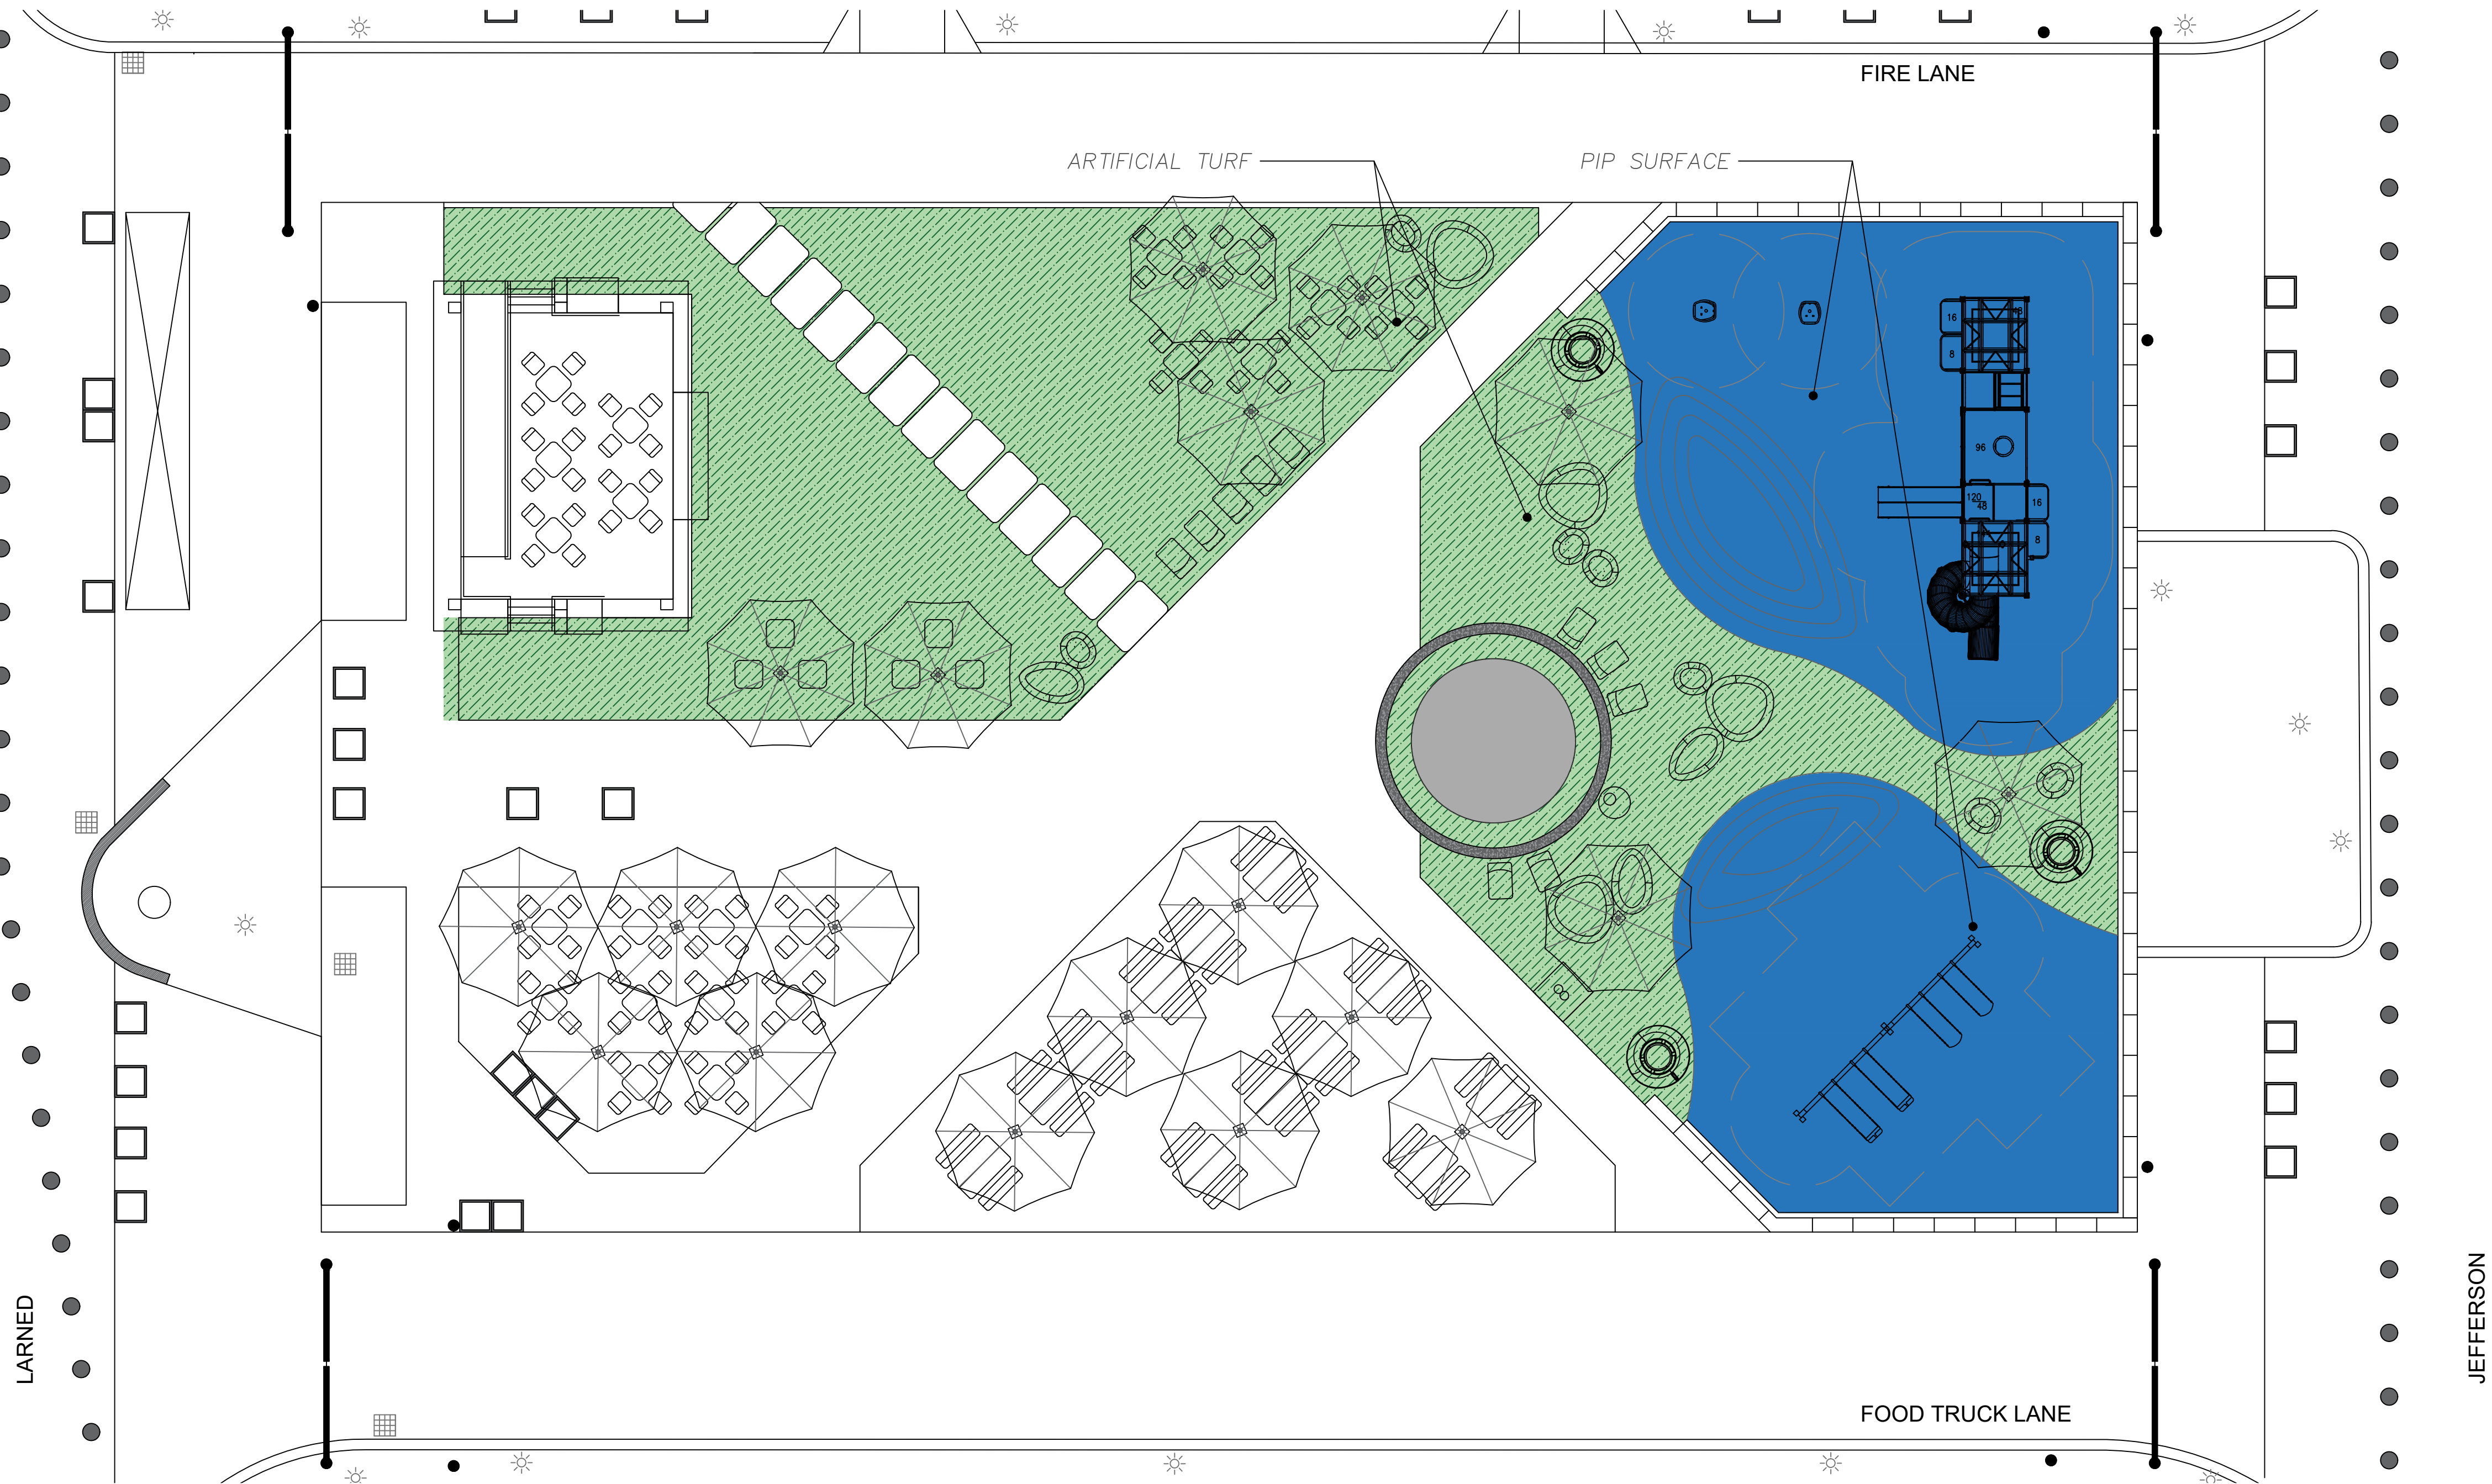 FIRE LANE
ARTIFICIAL TURF
PIP SURFACE
16
8
96
120
48
16
8
LARNED
JEFFERSON
FOOD TRUCK LANE